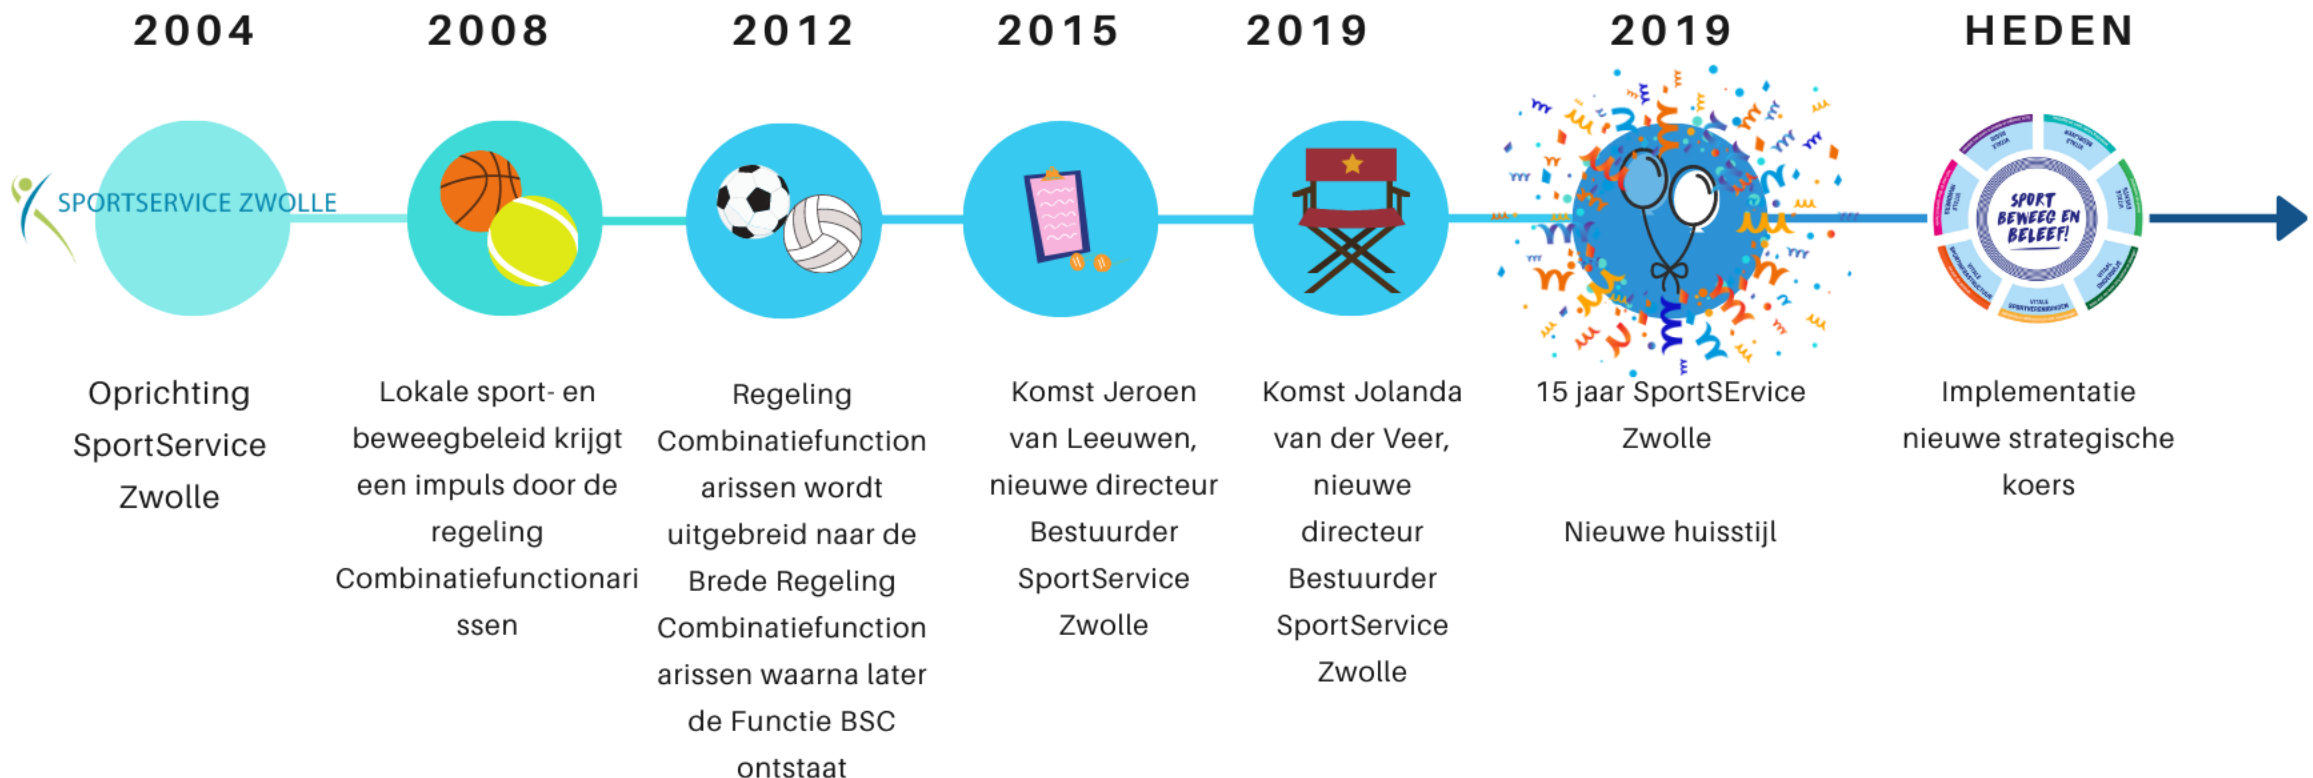 2004
2008
2012
2015
2019
2019
HEDEN
SPORTSERVICE ZWOLLE
SPORT
BEWEEG EN
BELEEF!
VITALE
SPORTVERENIGINGEN
Oprichting
SportService
Zwolle
Lokale sport- en
beweegbeleid krijgt
een impuls door de
regeling
Combinatiefunctionari
ssen
Regeling
Combinatiefunction
arissen wordt
uitgebreid naar de
Brede Regeling
Combinatiefunction
arissen waarna later
de Functie BSC
ontstaat
Komst Jeroen
van Leeuwen,
nieuwe directeur
Bestuurder
SportService
Zwolle
Komst Jolanda
van der Veer,
nieuwe
directeur
Bestuurder
SportService
Zwolle
15 jaar SportSErvice
Zwolle
Nieuwe huisstijl
Implementatie
nieuwe strategische
koers